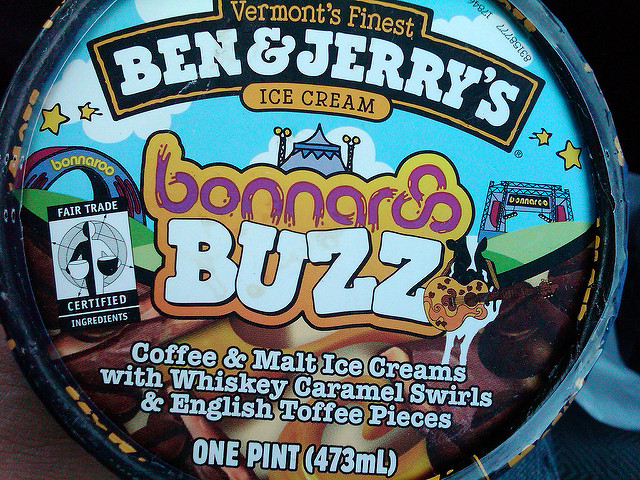 Vermont's Finest
BEN & JERRY'S
®
ICE CREAM
bonnaroo
bonnaroo
bonnaroo
BUZZ
FAIR TRADE
CERTIFIED
INGREDIENTS
Coffee & Malt Ice Creams
with Whiskey Caramel Swirls
& English Toffee Pieces
ONE PINT (473mL)